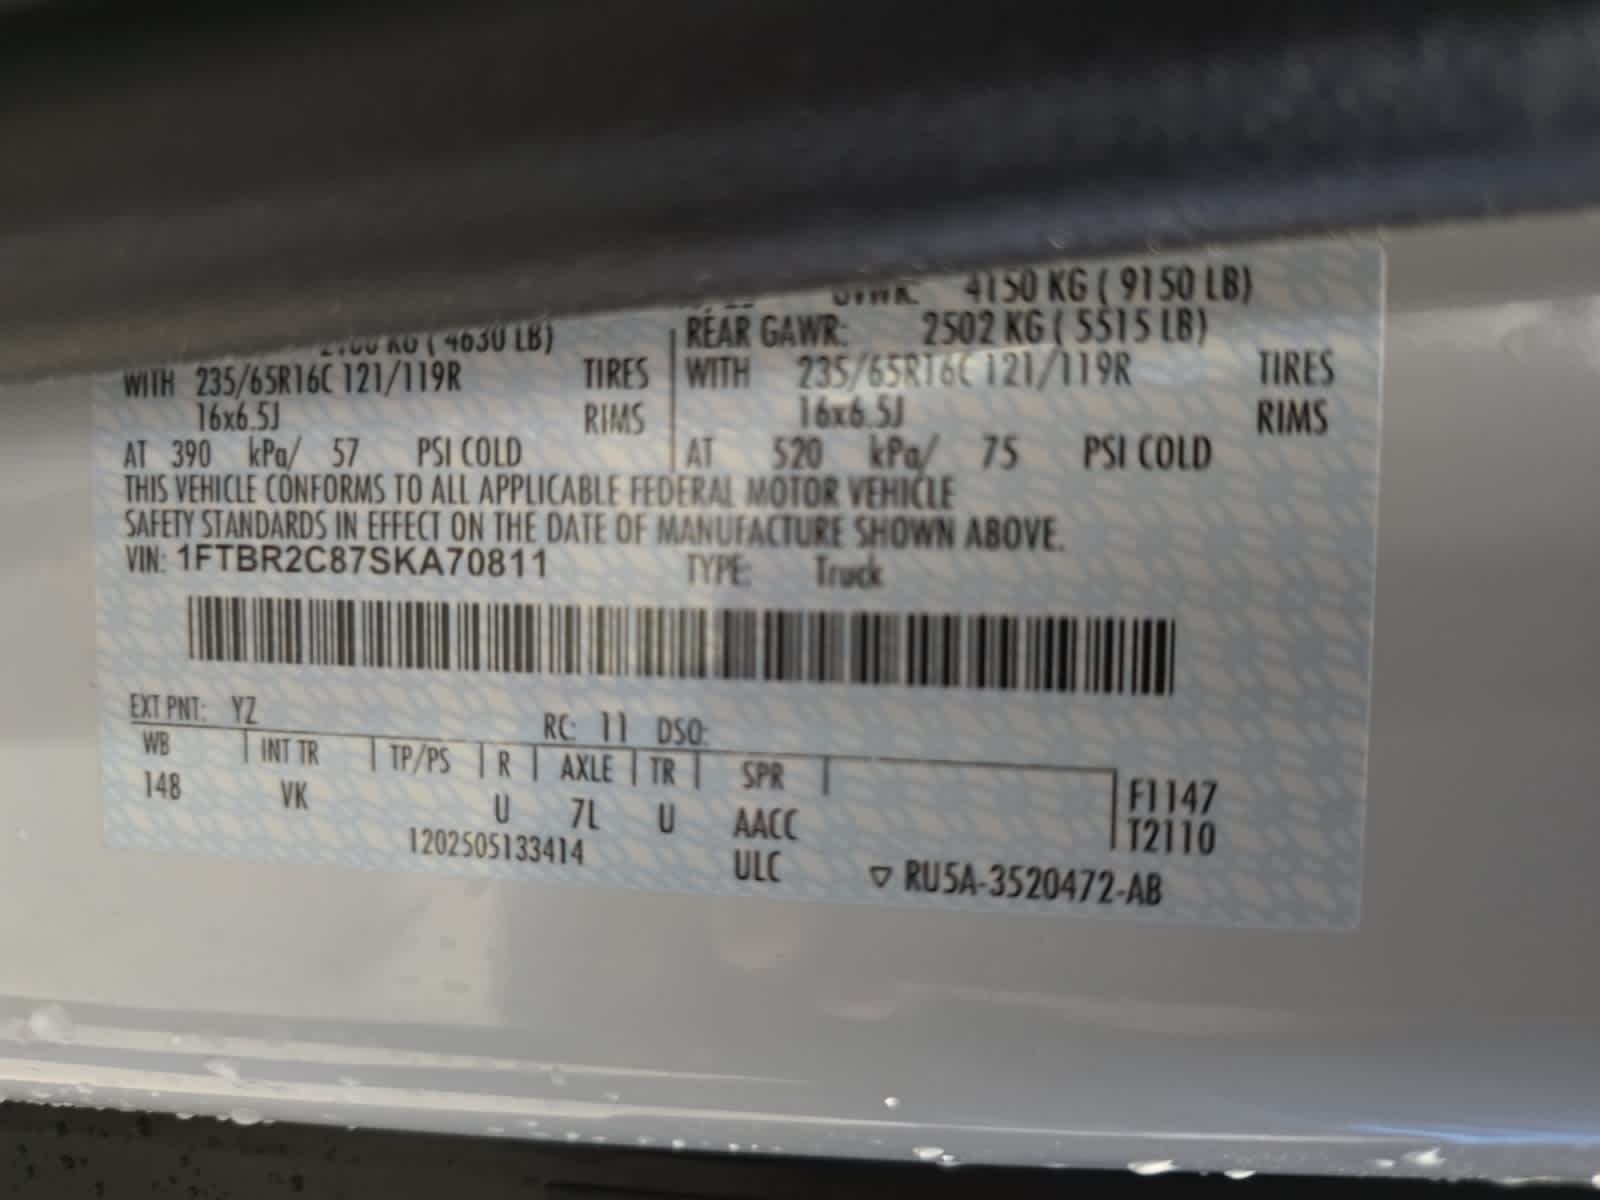 4150 KG ( 9150 LB)
KG ( 4630 LB)
REAR GAWR: 2502 KG ( 5515 LB)
WITH 235/65R16C 121/119R TIRES WITH 235/65R16C 121/119R TIRES
16x6.5J RIMS 16x6.5J RIMS
AT 390 kPa/ 57 PSI COLD AT 520 kPa/ 75 PSI COLD
THIS VEHICLE CONFORMS TO ALL APPLICABLE FEDERAL MOTOR VEHICLE
SAFETY STANDARDS IN EFFECT ON THE DATE OF MANUFACTURE SHOWN ABOVE.
VIN: 1FTBR2C87SKA70811 TYPE: Truck
EXT PNT: YZ RC: 11 DSO:
WB INT TR TP/PS R AXLE TR SPR
148 VK U 7L U AACC
F1147
T2110
1202505133414 ULC ▽ RU5A-3520472-AB